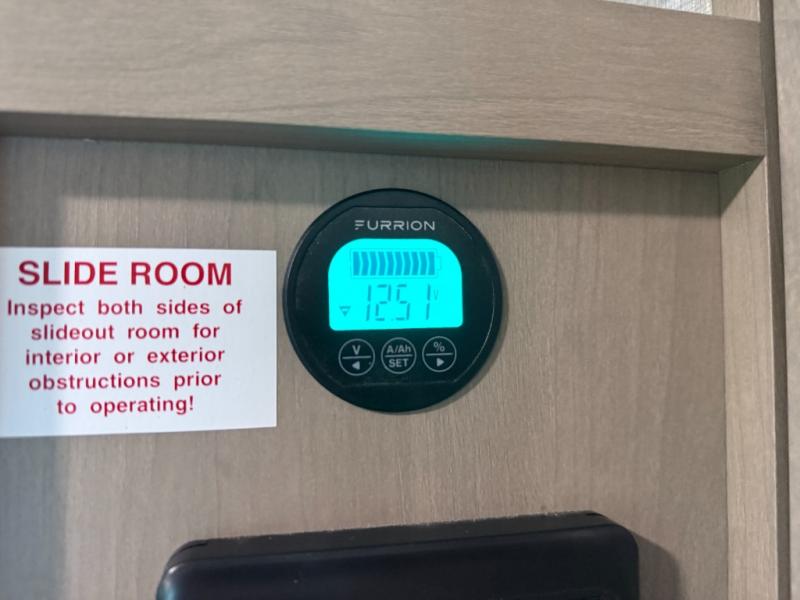 SLIDE ROOM
Inspect both sides of
slideout room for
interior or exterior
obstructions prior
to operating!
FURRION
12.51 V
V A/Ah %
SET